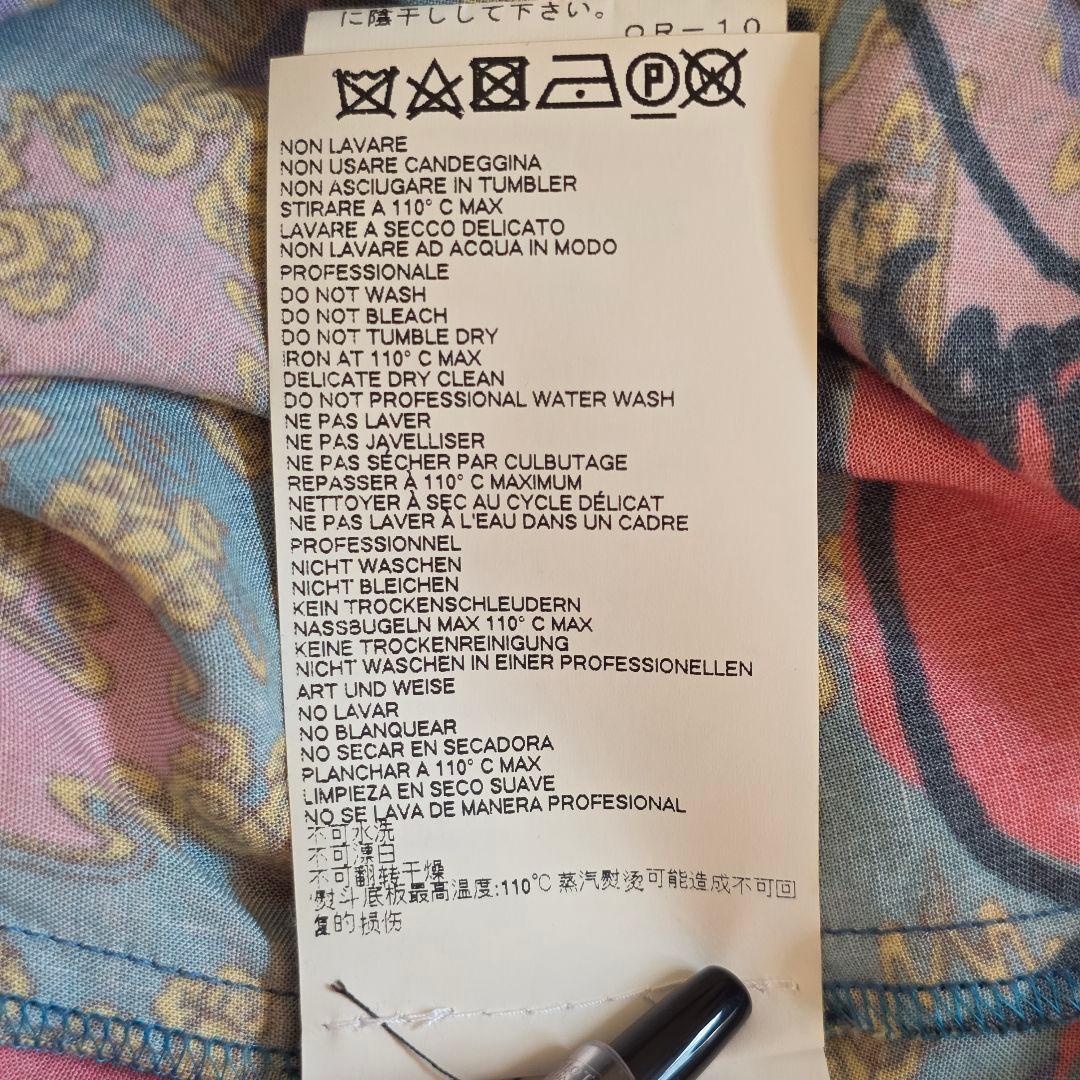 に陰干しして下さい。
QR-10
P
W
NON LAVARE
NON USARE CANDEGGINA
NON ASCIUGARE IN TUMBLER
STIRARE A 110° C MAX
LAVARE A SECCO DELICATO
NON LAVARE AD ACQUA IN MODO
PROFESSIONALE
DO NOT WASH
DO NOT BLEACH
DO NOT TUMBLE DRY
IRON AT 110° C MAX
DELICATE DRY CLEAN
DO NOT PROFESSIONAL WATER WASH
NE PAS LAVER
NE PAS JAVELLISER
NE PAS SÉCHER PAR CULBUTAGE
REPASSER À 110° C MAXIMUM
NETTOYER À SEC AU CYCLE DÉLICAT
NE PAS LAVER À L'EAU DANS UN CADRE
PROFESSIONNEL
NICHT WASCHEN
NICHT BLEICHEN
KEIN TROCKENSCHLEUDERN
NASSBUGELN MAX 110° C MAX
KEINE TROCKENREINIGUNG
NICHT WASCHEN IN EINER PROFESSIONELLEN
ART UND WEISE
NO LAVAR
NO BLANQUEAR
NO SECAR EN SECADORA
PLANCHAR A 110° C MAX
LIMPIEZA EN SECO SUAVE
NO SE LAVA DE MANERA PROFESIONAL
不可水洗
不可漂白
不可翻转干燥
熨斗底板最高温度:110℃ 蒸汽熨烫可能造成不可回
复的损伤